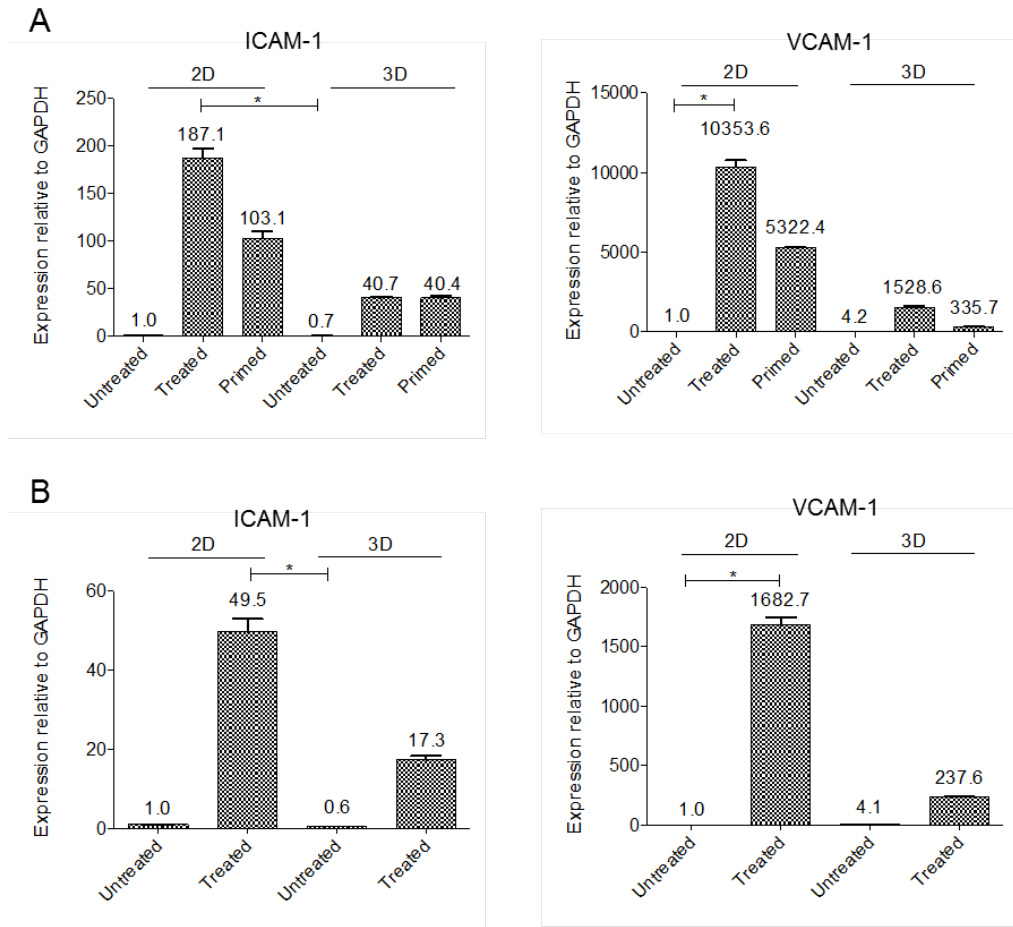 A
ICAM-1
2D 3D
Expression relative to GAPDH
250
200
150
100
50
0
*
1.0
187.1
103.1
0.7
40.7
40.4
Untreated
Treated
Primed
Untreated
Treated
Primed
VCAM-1
2D 3D
Expression relative to GAPDH
15000
10000
5000
0
*
1.0
10353.6
5322.4
4.2
1528.6
335.7
Untreated
Treated
Primed
Untreated
Treated
Primed
B
ICAM-1
2D 3D
Expression relative to GAPDH
60
40
20
0
*
1.0
49.5
0.6
17.3
Untreated
Treated
Untreated
Treated
VCAM-1
2D 3D
Expression relative to GAPDH
2000
1500
1000
500
0
*
1.0
1682.7
4.1
237.6
Untreated
Treated
Untreated
Treated